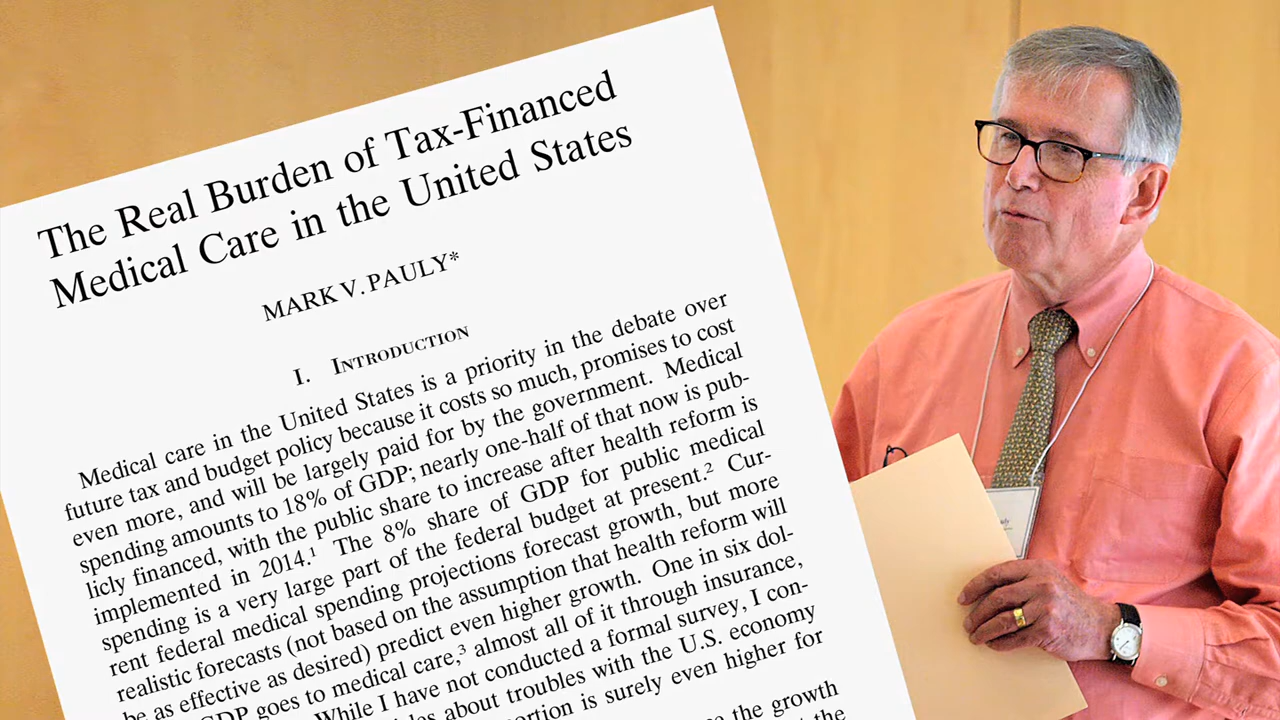 The Real Burden of Tax-Financed
Medical Care in the United States
MARK V. PAULY*
I. INTRODUCTION
Medical care in the United States is a priority in the debate over
future tax and budget policy because it costs so much, promises to cost
even more, and will be largely paid for by the government. Medical
spending amounts to 18% of GDP; nearly one-half of that now is pub-
licly financed, with the public share to increase after health reform is
implemented in 2014.¹ The 8% share of GDP for public medical
spending is a very large part of the federal budget at present.² Cur-
rent federal medical spending projections forecast growth, but more
realistic forecasts (not based on the assumption that health reform will
be as effective as desired) predict even higher growth. One in six dol-
GDP goes to medical care,³ almost all of it through insurance,
While I have not conducted a formal survey, I con-
about troubles with the U.S. economy
is surely even higher for
the growth
the